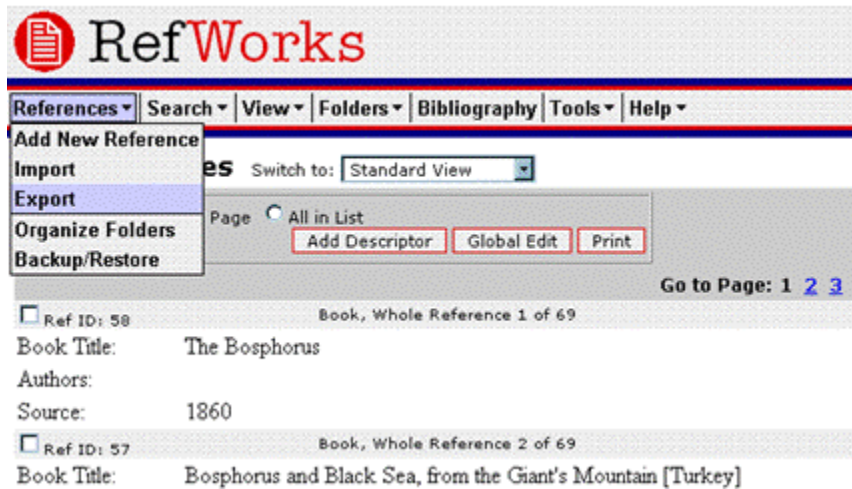 RefWorks
References Search View Folders Bibliography Tools Help
Add New Reference
Import
Export
Organize Folders
Backup/Restore
es Switch to: Standard View
Page All in List
Add Descriptor Global Edit Print
Go to Page: 1 2 3
Ref ID: 58 Book, Whole Reference 1 of 69
Book Title: The Bosphorus
Authors:
Source: 1860
Ref ID: 57 Book, Whole Reference 2 of 69
Book Title: Bosphorus and Black Sea, from the Giant's Mountain [Turkey]